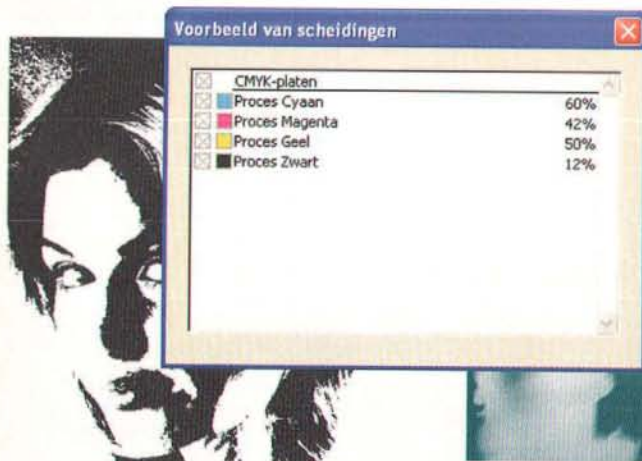 Voorbeeld van scheidingen
CMYK-platen
Proces Cyaan 60%
Proces Magenta 42%
Proces Geel 50%
Proces Zwart 12%